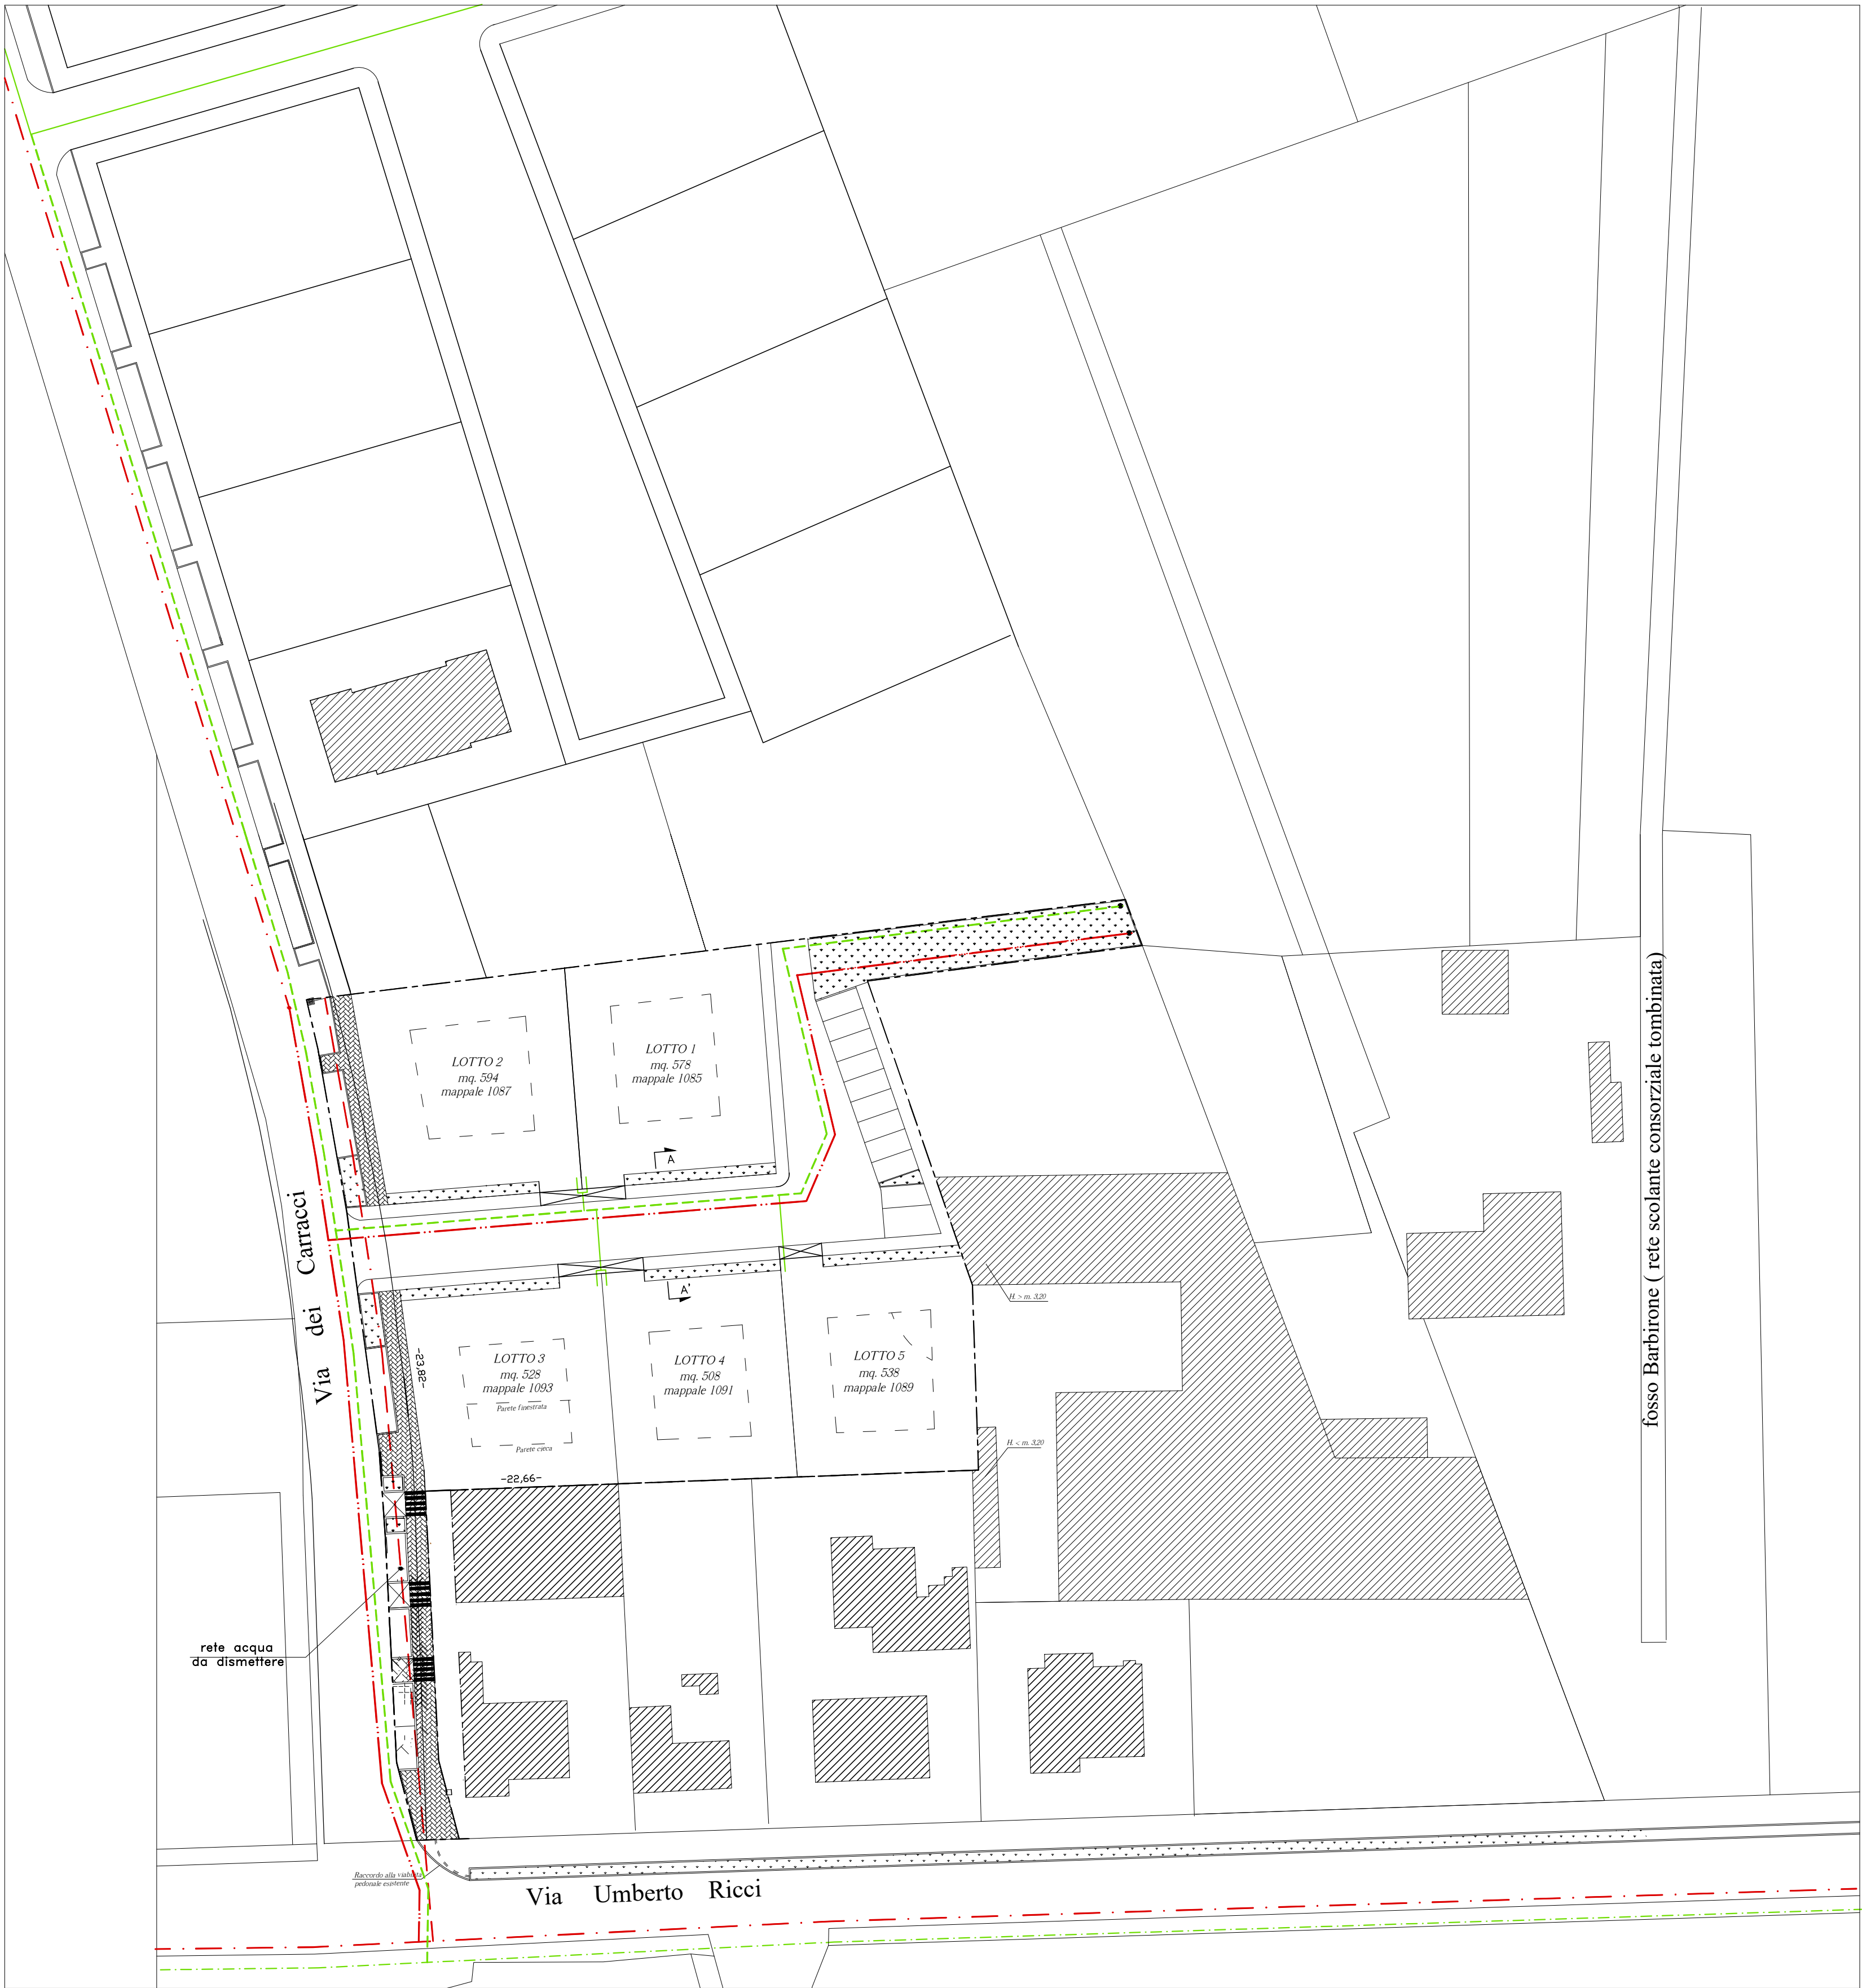 LOTTO 2
mq. 594
mappale 1087
LOTTO 1
mq. 578
mappale 1085
A
Via dei Carracci
fosso Barbirone ( rete scolante consorziale tombinata)
A'
H. > m. 3,20
-23,82-
LOTTO 3
mq. 528
mappale 1093
Parete finestrata
Parete cieca
LOTTO 4
mq. 508
mappale 1091
LOTTO 5
mq. 538
mappale 1089
H. < m. 3,20
-22,66-
rete acqua
da dismettere
Raccordo alla viabilità
pedonale esistente
Via Umberto Ricci